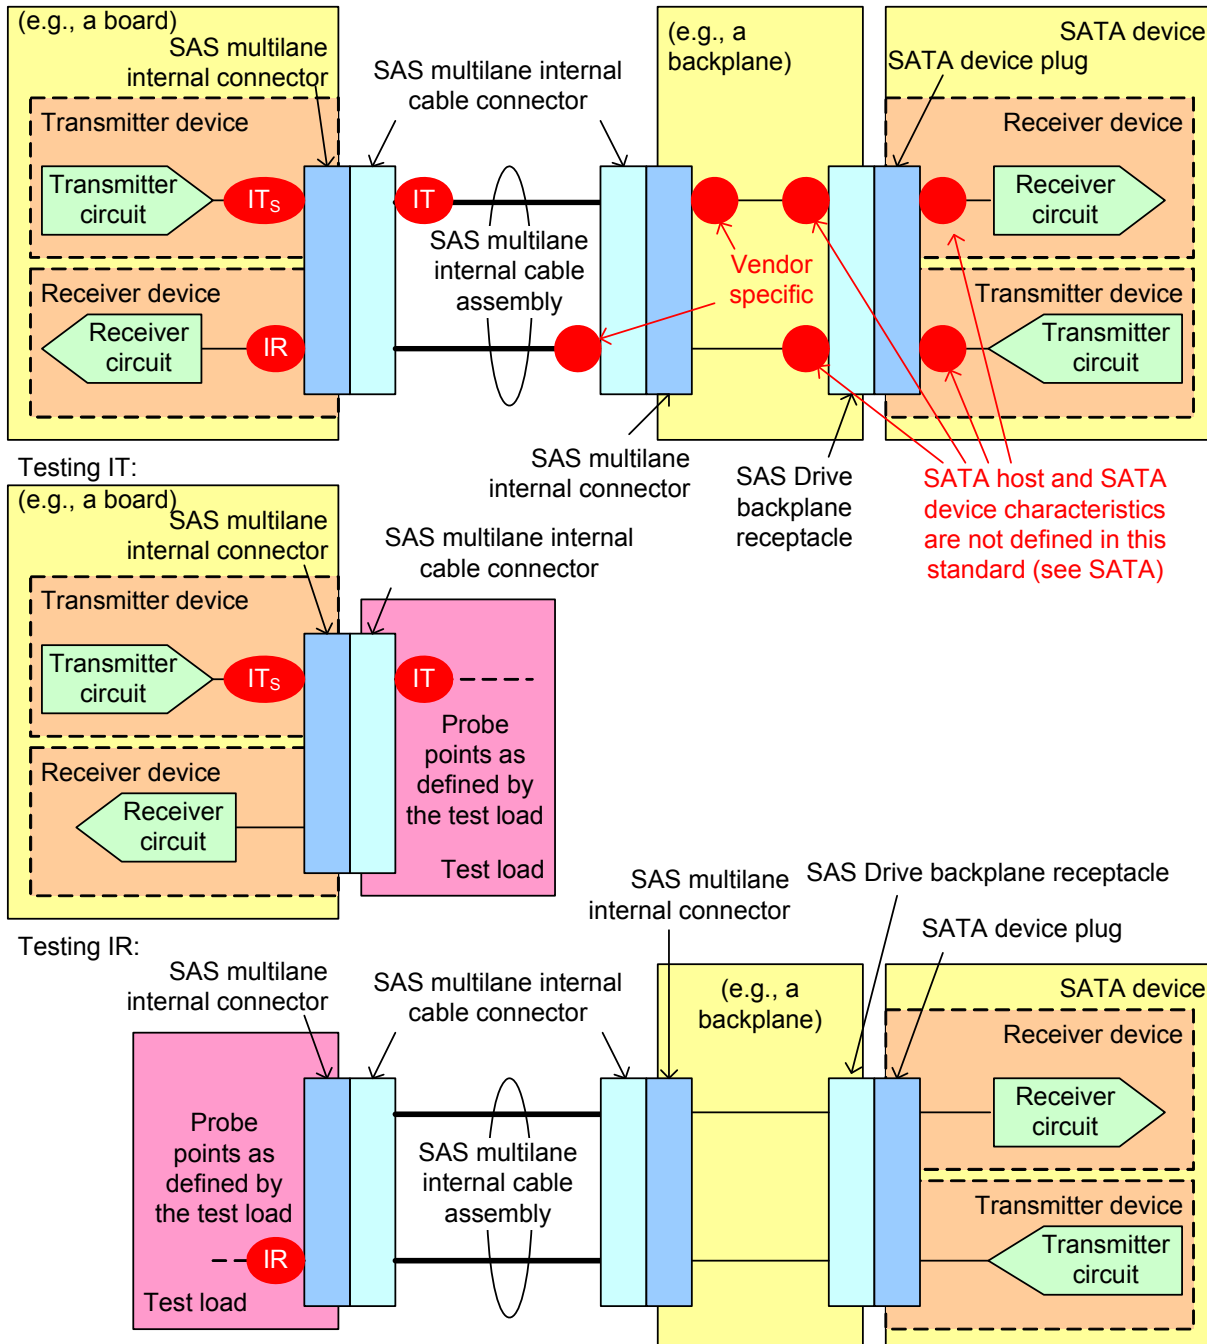 (e.g., a board)
SAS multilane
internal connector
SAS multilane internal
cable connector
(e.g., a
backplane)
SATA device
SATA device plug
Transmitter device
Transmitter
circuit
ITS
IT
Receiver device
Receiver
circuit
IR
SAS multilane
internal cable
assembly
Vendor
specific
Receiver device
Receiver
circuit
Transmitter device
Transmitter
circuit
SAS multilane
internal connector
SAS Drive
backplane
receptacle
SATA host and SATA
device characteristics
are not defined in this
standard (see SATA)
Testing IT:
(e.g., a board)
SAS multilane
internal connector
SAS multilane internal
cable connector
Transmitter device
Transmitter
circuit
ITS
IT
Receiver device
Receiver
circuit
Probe
points as
defined by
the test load
Test load
Testing IR:
SAS multilane
internal connector
SAS multilane internal
cable connector
SAS multilane
internal connector
SAS Drive backplane receptacle
SATA device plug
(e.g., a
backplane)
SATA device
Probe
points as
defined by
the test load
IR
Test load
SAS multilane
internal cable
assembly
Receiver device
Receiver
circuit
Transmitter device
Transmitter
circuit